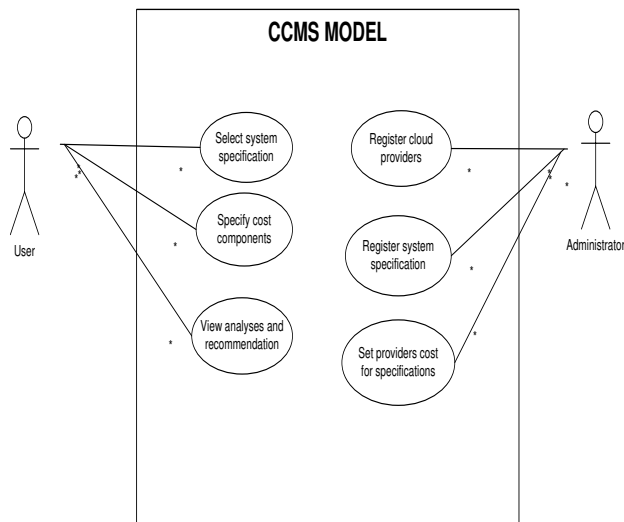 CCMS MODEL
Select system
specification
Register cloud
providers
*
*
*
*
*
*
*
User
Specify cost
components
Administrator
*
Register system
specification
*
*
View analyses and
recommendation
*
Set providers cost
for specifications
*